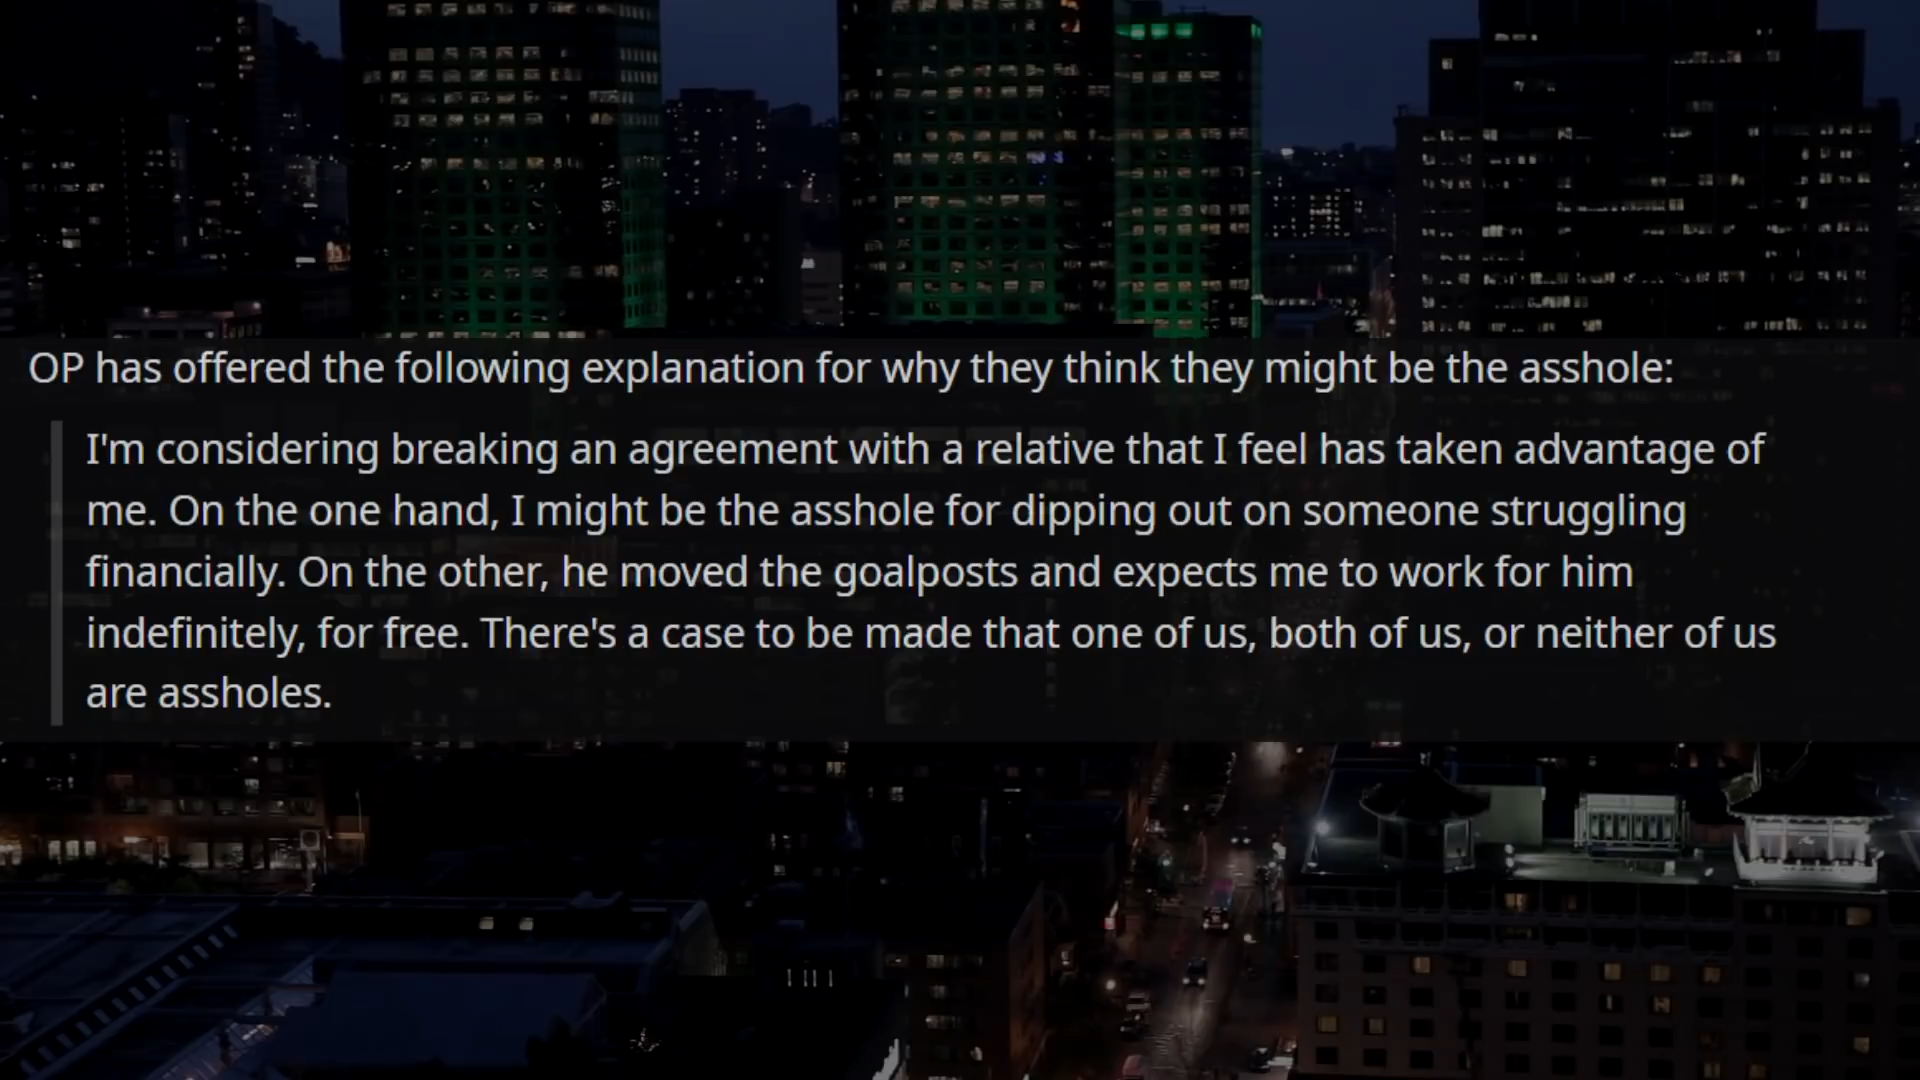 OP has offered the following explanation for why they think they might be the asshole:
I'm considering breaking an agreement with a relative that I feel has taken advantage of
me. On the one hand, I might be the asshole for dipping out on someone struggling
financially. On the other, he moved the goalposts and expects me to work for him
indefinitely, for free. There's a case to be made that one of us, both of us, or neither of us
are assholes.